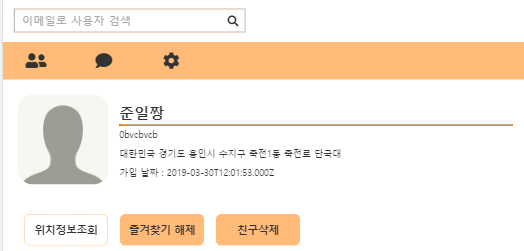 이메일로 사용자 검색
준일짱
0bvcbvcb
대한민국 경기도 용인시 수지구 죽전1동 죽전로 단국대
가입 날짜 : 2019-03-30T12:01:53.000Z
위치정보조회 즐겨찾기 해제 친구삭제